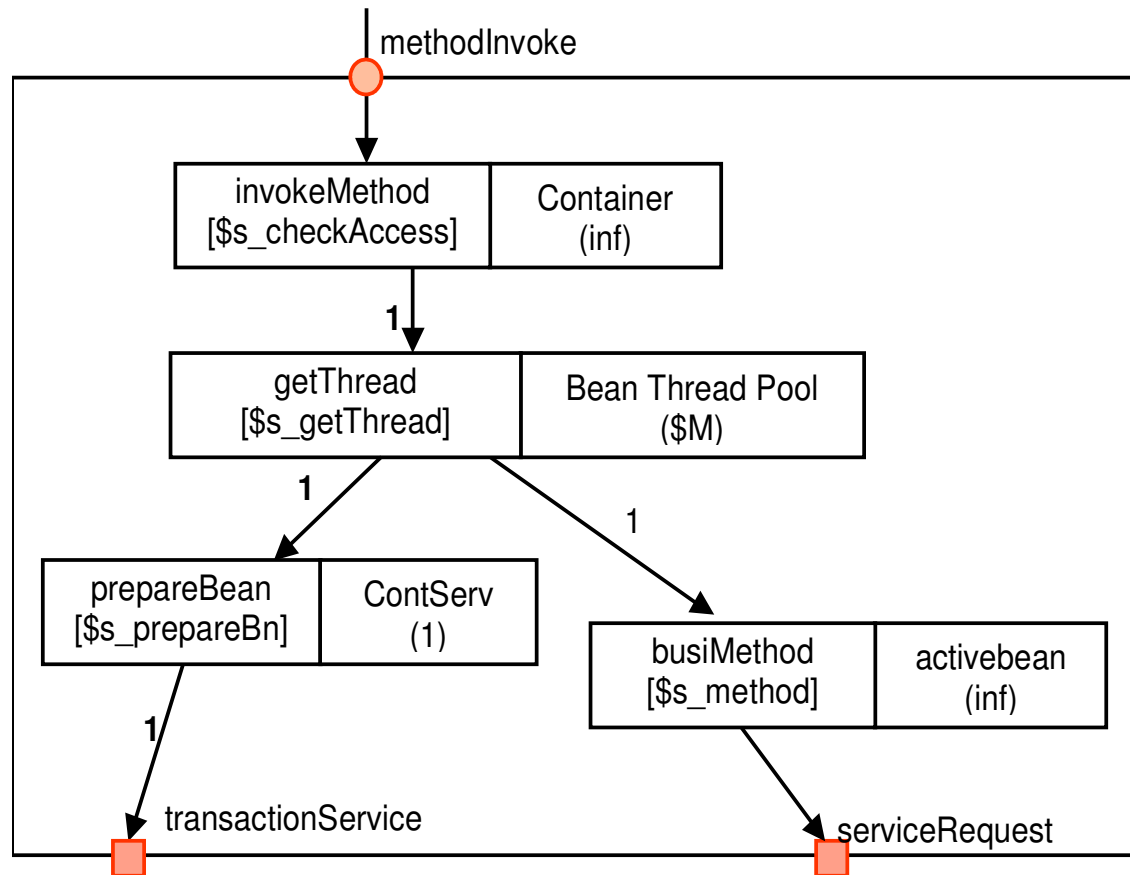 methodInvoke
invokeMethod
[$s_checkAccess]
Container
(inf)
1
getThread
[$s_getThread]
Bean Thread Pool
($M)
1
1
prepareBean
[$s_prepareBn]
ContServ
(1)
busiMethod
[$s_method]
activebean
(inf)
1
transactionService
serviceRequest